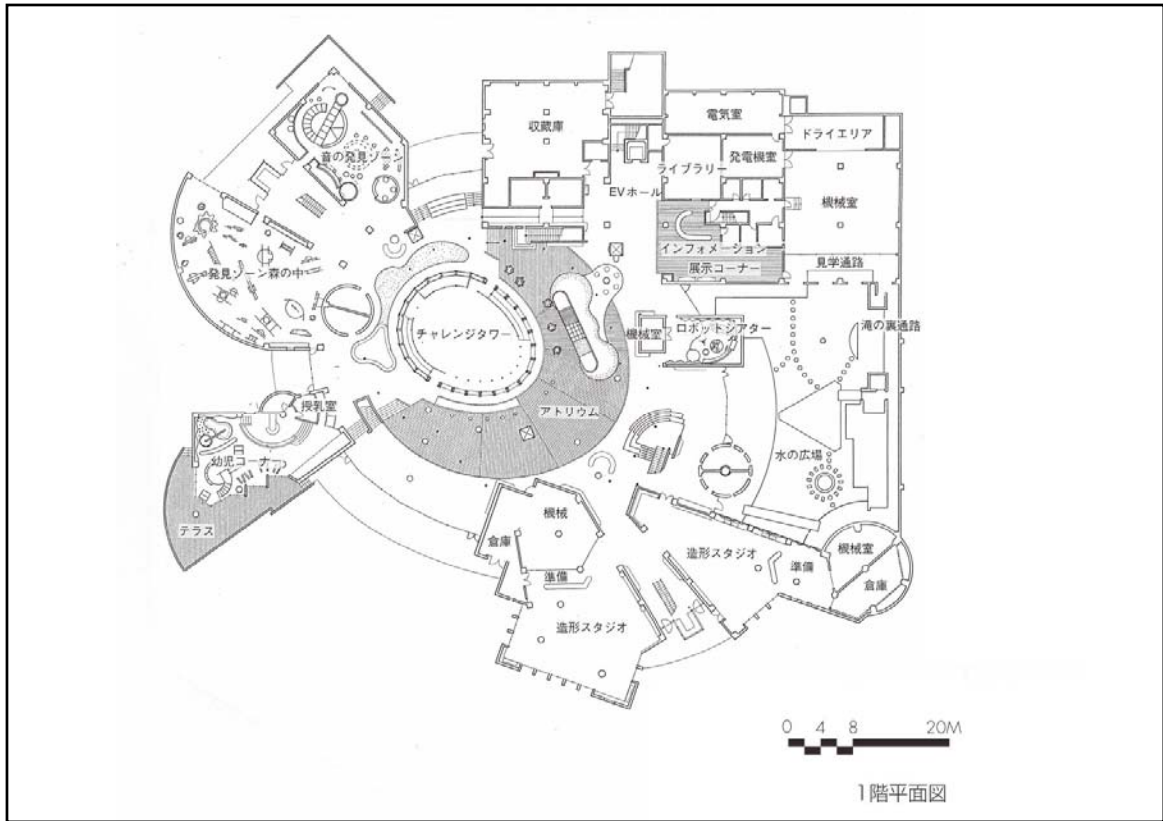 電気室
収蔵庫
ドライエリア
音の発見ゾーン
ライブラリー
発電機室
EVホール
機械室
インフォメーション
展示コーナー
見学通路
発見ゾーン森の中
チャレンジタワー
機械室
ロボットシアター
滝の裏通路
授乳室
アトリウム
幼児コーナー
水の広場
テラス
機械
倉庫
造形スタジオ
準備
機械室
倉庫
準備
造形スタジオ
0 4 8 20M
1階平面図